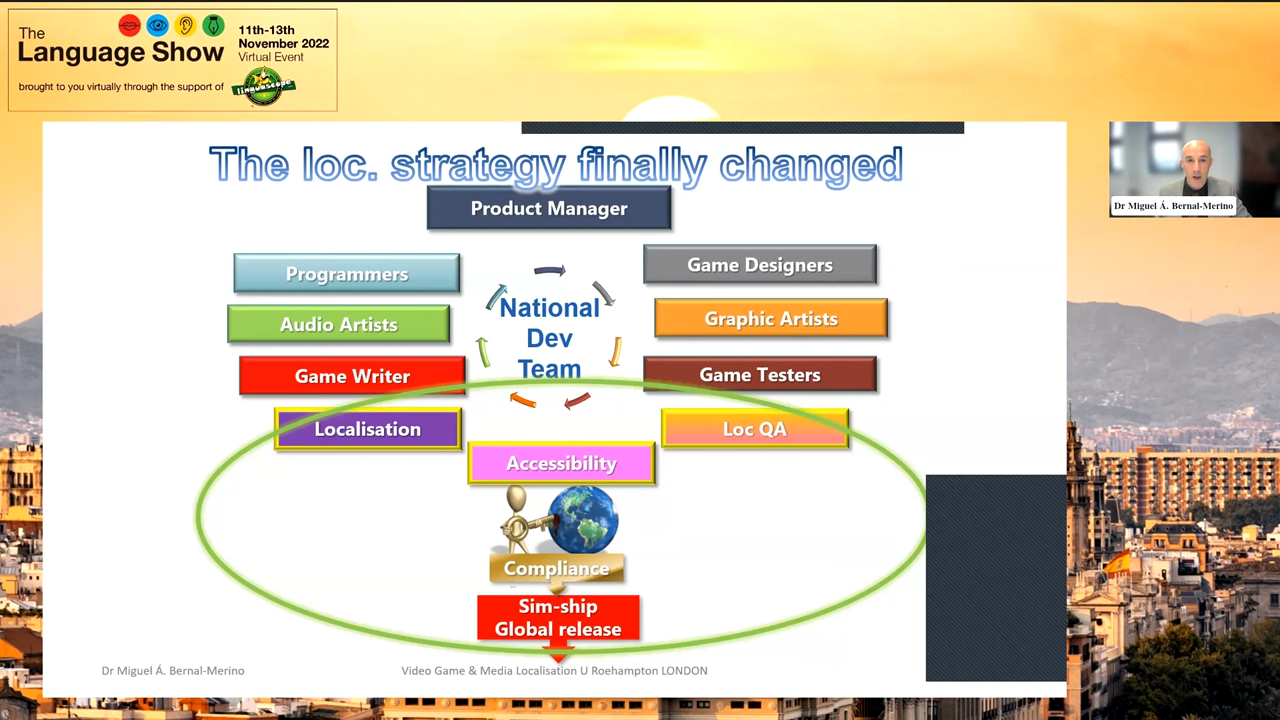 The
Language Show
11th-13th
November 2022
Virtual Event
brought to you virtually through the support of
linguascope
The loc. strategy finally changed
Product Manager
Programmers
Game Designers
Audio Artists
National
Dev
Team
Graphic Artists
Game Writer
Game Testers
Localisation
Loc QA
Accessibility
Compliance
Sim-ship
Global release
Dr Miguel Á. Bernal-Merino
Video Game & Media Localisation U Roehampton LONDON
Dr Miguel Á. Bernal-Merino